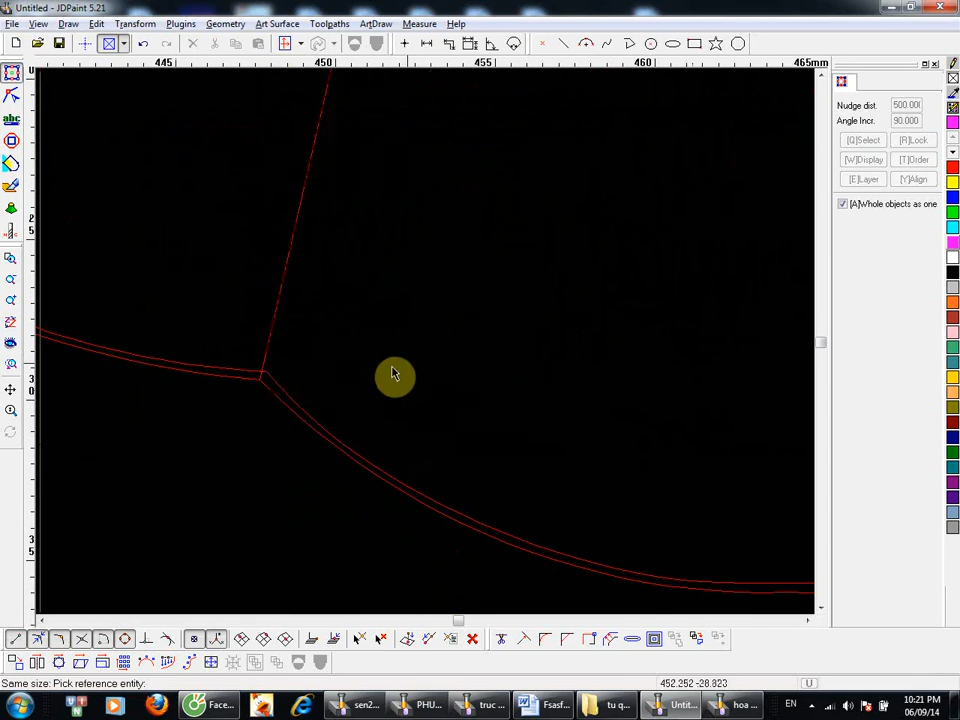 Untitled - JDPaint 5.21
File View Draw Edit Transform Plugins Geometry Art Surface Toolpaths ArtDraw Measure Help
445 450 455 460 465mm
Nudge dist. 500.00
Angle Incr. 90.000
[Q]Select [R]Lock
[W]Display [T]Order
[E]Layer [Y]Align
[A]Whole objects as one
abc
Same size: Pick reference entity: 452.252 -28.823 U
Face... sen2... PHU... truc ... Fsasf... tu q... Untit... hoa ... EN 10:21 PM
06/09/14